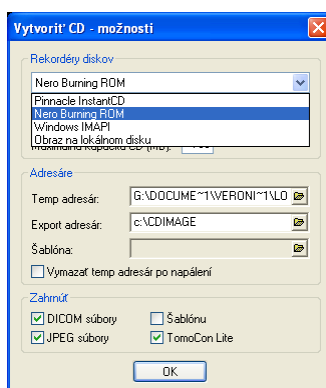 Vytvoriť CD - možnosti
Rekordéry diskov
Nero Burning ROM
Pinnacle InstantCD
Nero Burning ROM
Windows IMAPI
Obraz na lokálnom disku
Maximálna kapacita CD (MB):
Adresáre
Temp adresár: G:\DOCUME~1\VERONI~1\LO
Export adresár: c:\CDIMAGE
Šablóna:
Vymazať temp adresár po napálení
Zahrnúť
DICOM súbory Šablónu
JPEG súbory TomoCon Lite
OK